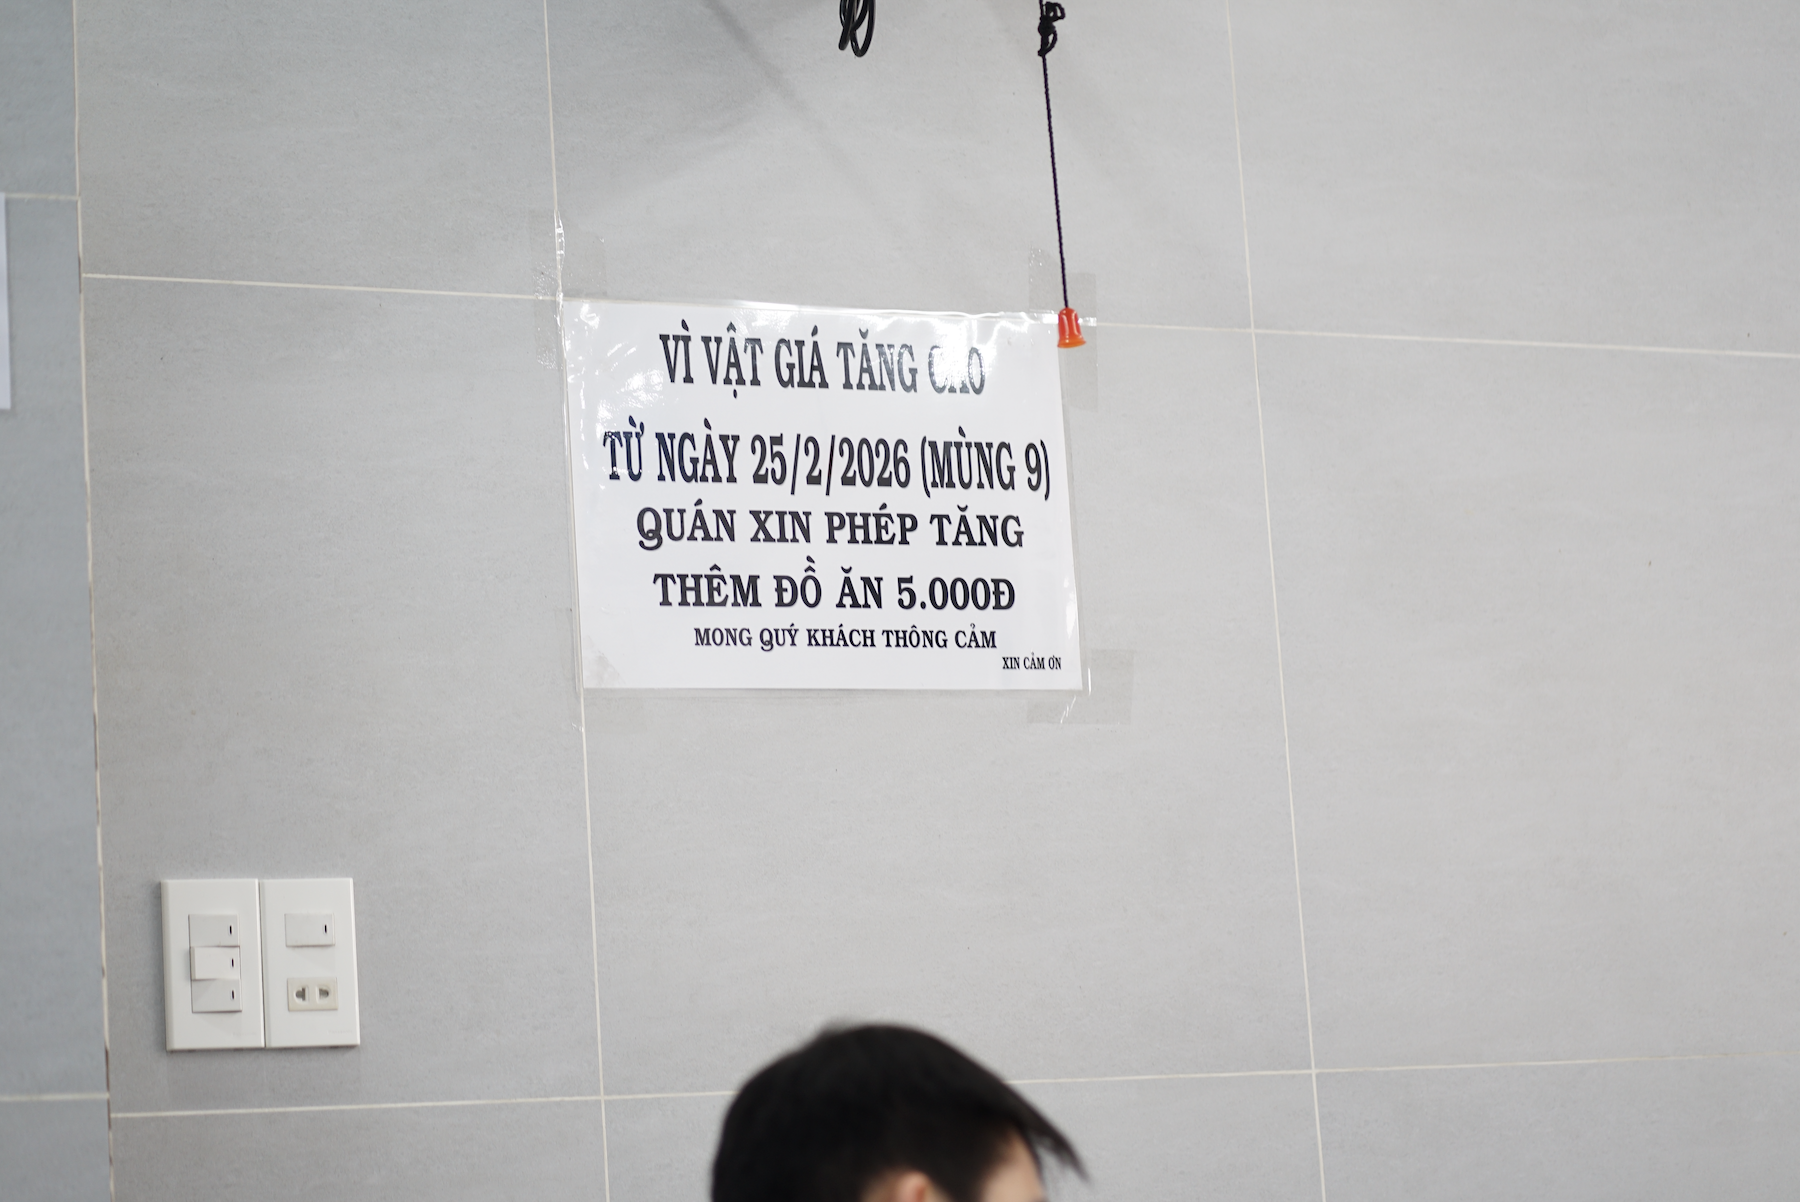 VÌ VẬT GIÁ TĂNG CAO
TỪ NGÀY 25/2/2026 (MÙNG 9)
QUÁN XIN PHÉP TĂNG
THÊM ĐỒ ĂN 5.000Đ
MONG QUÝ KHÁCH THÔNG CẢM
XIN CẢM ƠN